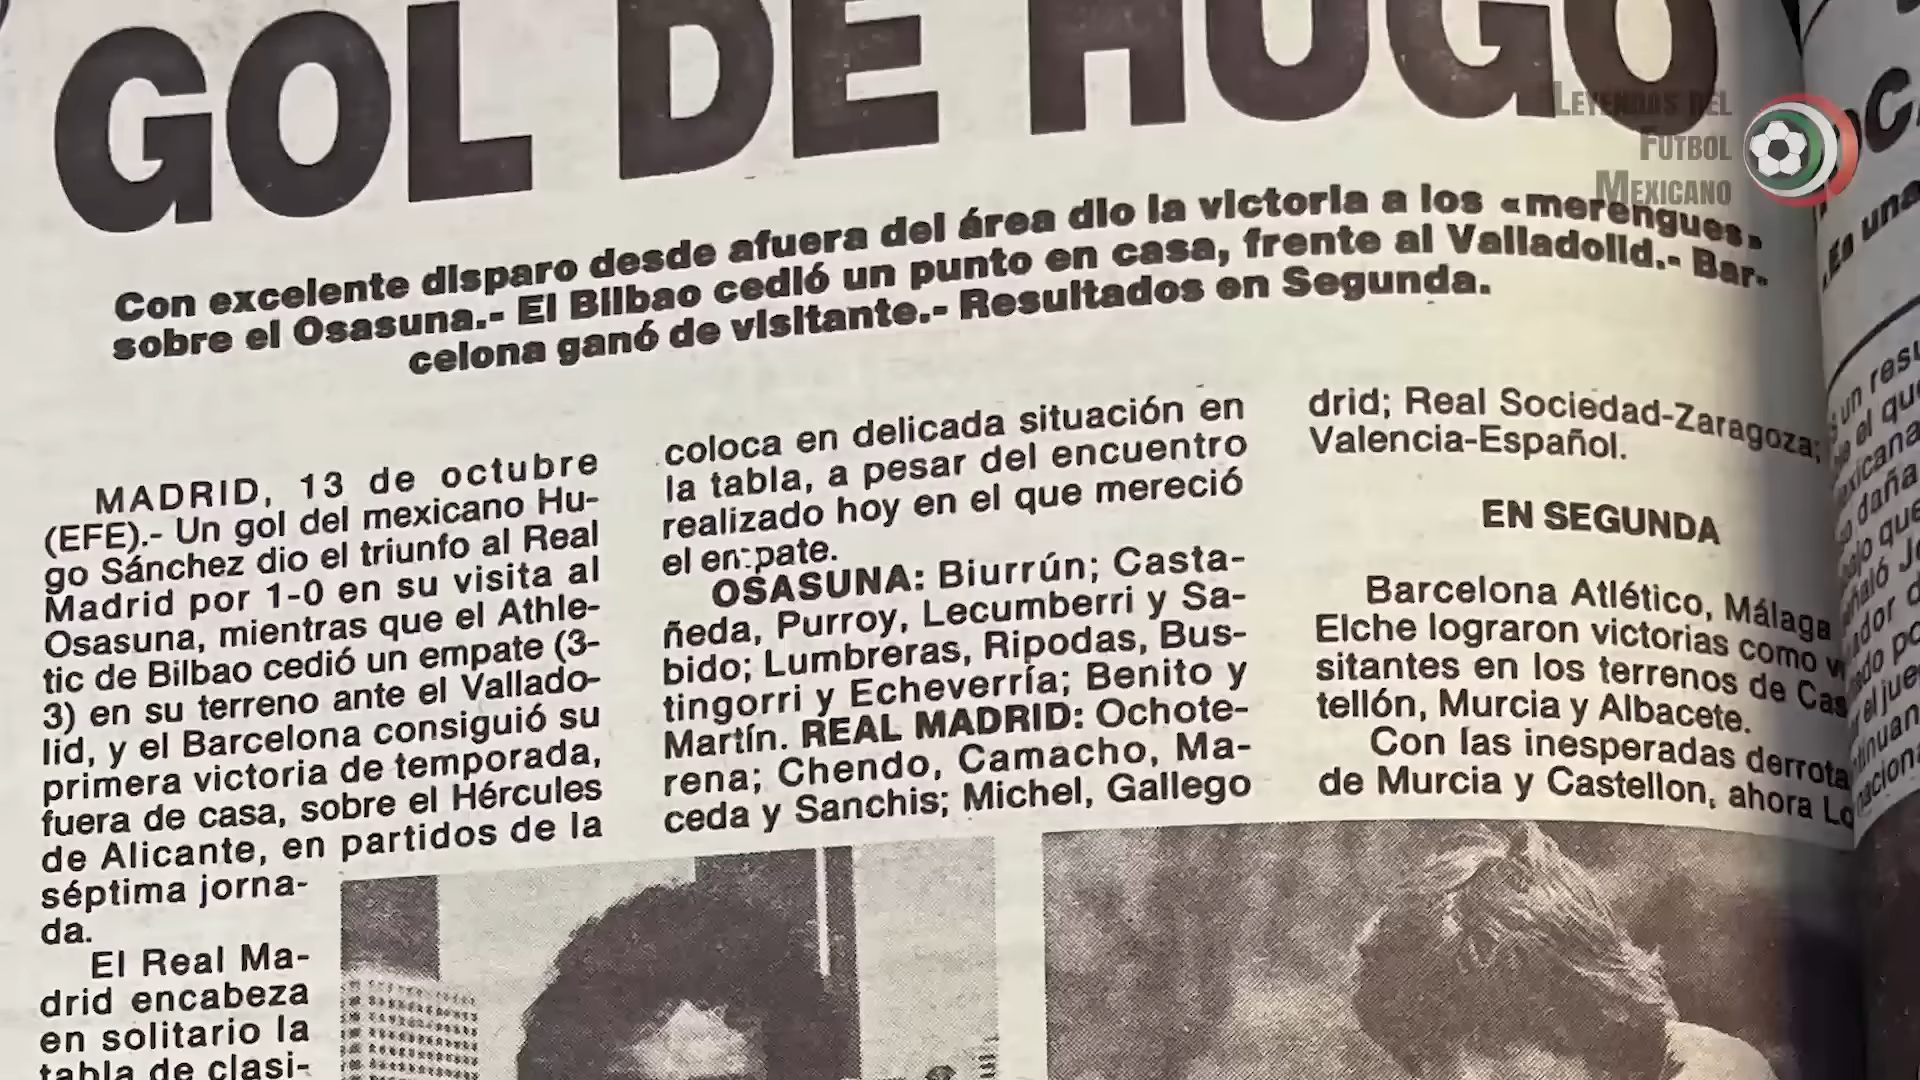 GOL DE HUGO
LEYENDAS DEL
FUTBOL
MEXICANO
Con excelente disparo desde afuera del área dio la victoria a los «merengues»
sobre el Osasuna.- El Bilbao cedió un punto en casa, frente al Valladolid.- Bar-
celona ganó de visitante.- Resultados en Segunda.
MADRID, 13 de octubre
(EFE).- Un gol del mexicano Hu-
go Sánchez dio el triunfo al Real
Madrid por 1-0 en su visita al
Osasuna, mientras que el Athle-
tic de Bilbao cedió un empate (3-
3) en su terreno ante el Vallado-
lid, y el Barcelona consiguió su
primera victoria de temporada,
fuera de casa, sobre el Hércules
de Alicante, en partidos de la
séptima jorna-
da.
El Real Ma-
drid encabeza
en solitario la
tabla de clasi-
coloca en delicada situación en
la tabla, a pesar del encuentro
realizado hoy en el que mereció
el empate.
OSASUNA: Biurrún; Casta-
ñeda, Purroy, Lecumberri y Sa-
bido; Lumbreras, Ripodas, Bus-
tingorri y Echeverría; Benito y
Martín. REAL MADRID: Ochote-
rena; Chendo, Camacho, Ma-
ceda y Sanchis; Michel, Gallego
drid; Real Sociedad-Zaragoza;
Valencia-Español.
EN SEGUNDA
Barcelona Atlético, Málaga
Elche lograron victorias como vi
sitantes en los terrenos de Cas
tellón, Murcia y Albacete.
Con las inesperadas derrota
de Murcia y Castellon, ahora Lo
un resu
el que
una